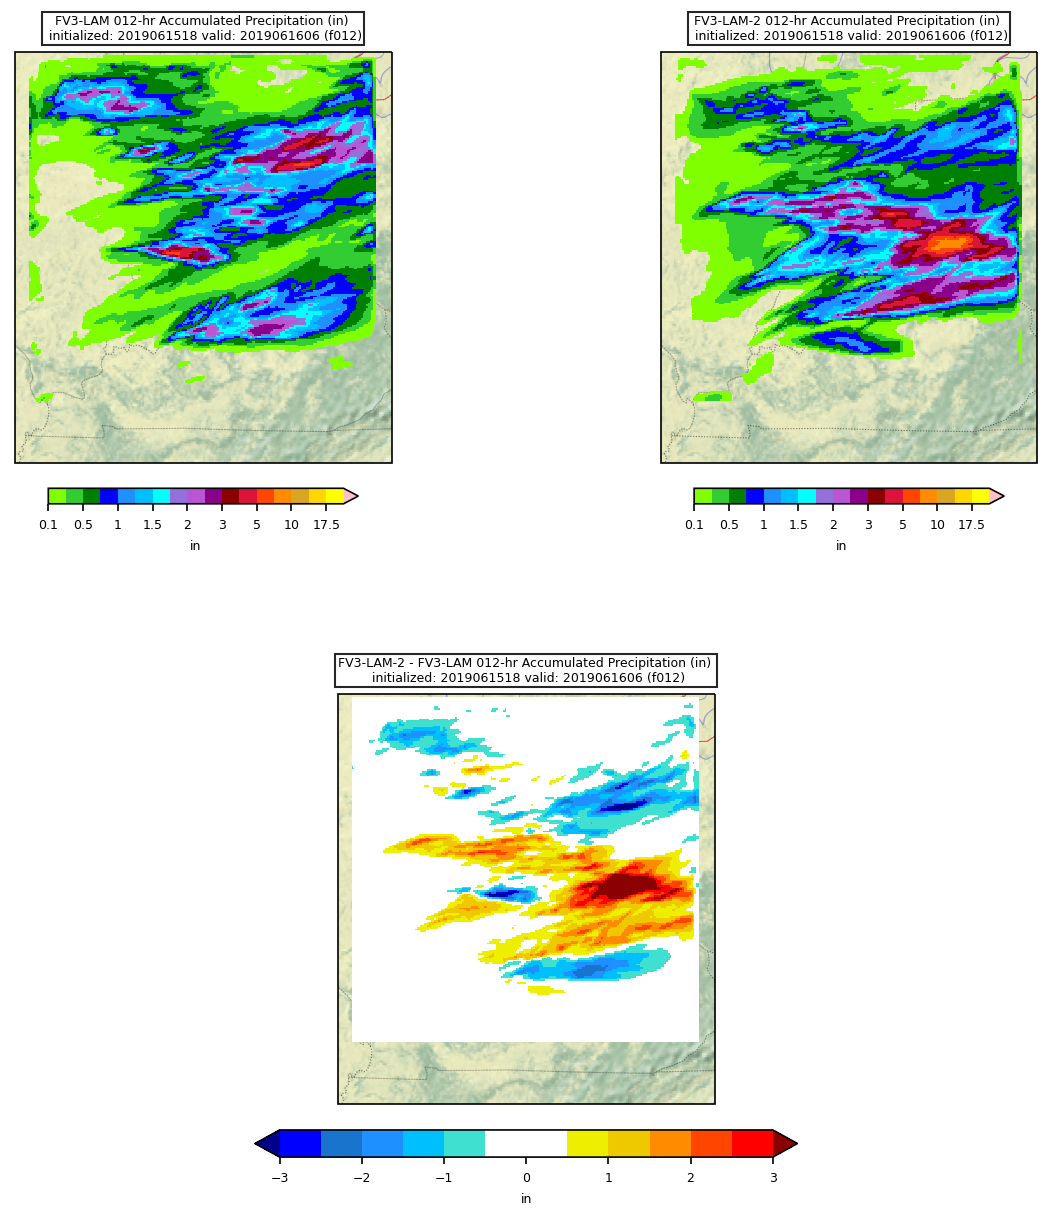 FV3-LAM 012-hr Accumulated Precipitation (in)
initialized: 2019061518 valid: 2019061606 (f012)
FV3-LAM-2 012-hr Accumulated Precipitation (in)
initialized: 2019061518 valid: 2019061606 (f012)
0.1 0.5 1 1.5 2 3 5 10 17.5
in
0.1 0.5 1 1.5 2 3 5 10 17.5
in
FV3-LAM-2 - FV3-LAM 012-hr Accumulated Precipitation (in)
initialized: 2019061518 valid: 2019061606 (f012)
−3 −2 −1 0 1 2 3
in